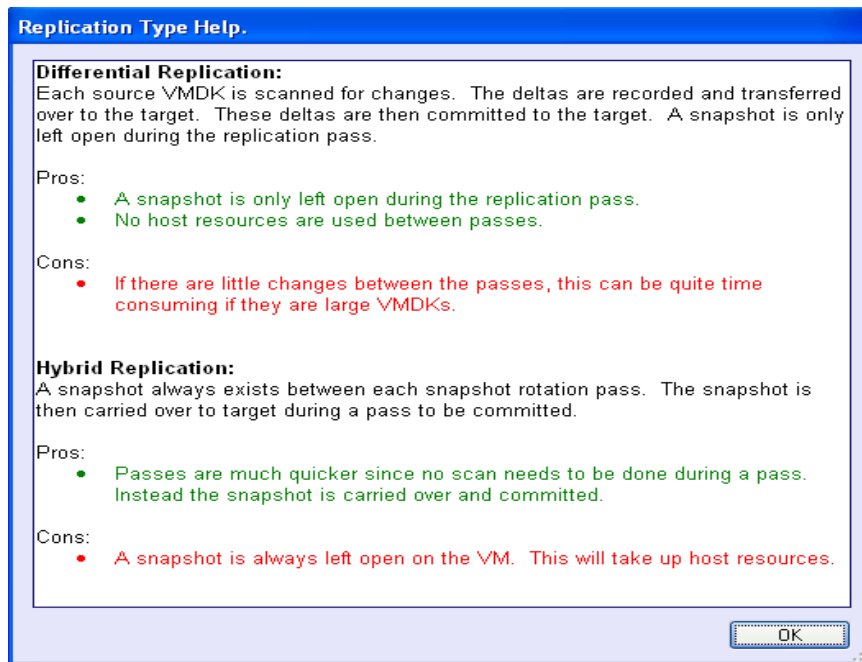 Replication Type Help.
Differential Replication:
Each source VMDK is scanned for changes.  The deltas are recorded and transferred
over to the target.  These deltas are then committed to the target.  A snapshot is only
left open during the replication pass.
Pros:
• A snapshot is only left open during the replication pass.
• No host resources are used between passes.
Cons:
• If there are little changes between the passes, this can be quite time
consuming if they are large VMDKs.
Hybrid Replication:
A snapshot always exists between each snapshot rotation pass.  The snapshot is
then carried over to target during a pass to be committed.
Pros:
• Passes are much quicker since no scan needs to be done during a pass.
Instead the snapshot is carried over and committed.
Cons:
• A snapshot is always left open on the VM.  This will take up host resources.
OK